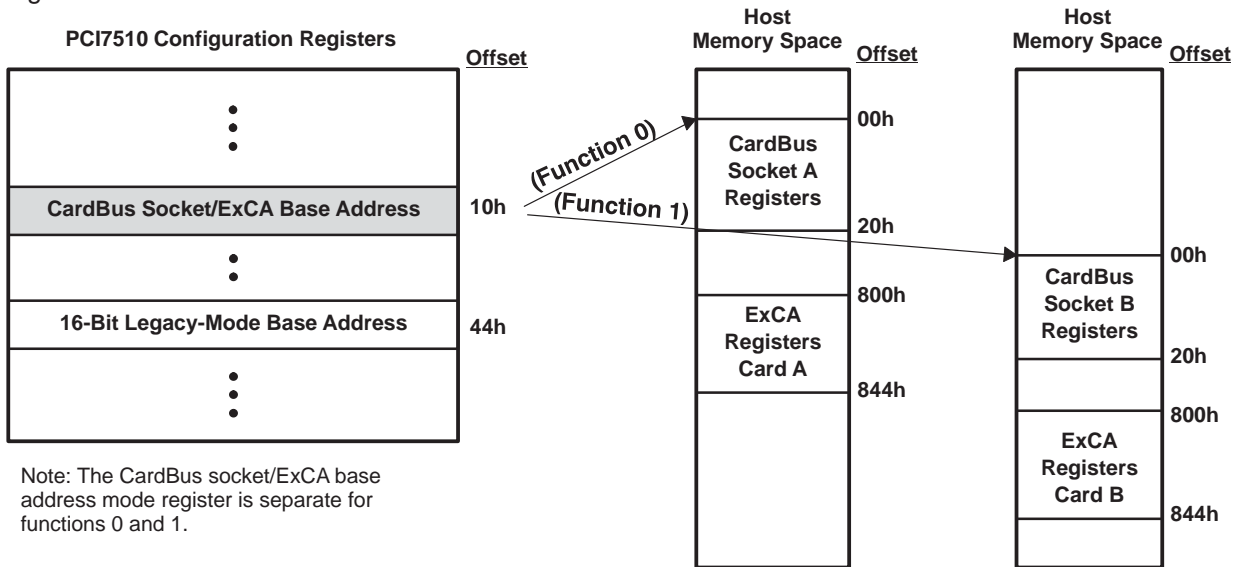 PCI7510 Configuration Registers
Offset
CardBus Socket/ExCA Base Address
10h
16-Bit Legacy-Mode Base Address
44h
Note: The CardBus socket/ExCA base
address mode register is separate for
functions 0 and 1.
(Function 0)
(Function 1)
Host
Memory Space
Offset
00h
CardBus
Socket A
Registers
20h
800h
ExCA
Registers
Card A
844h
Host
Memory Space
Offset
00h
CardBus
Socket B
Registers
20h
800h
ExCA
Registers
Card B
844h